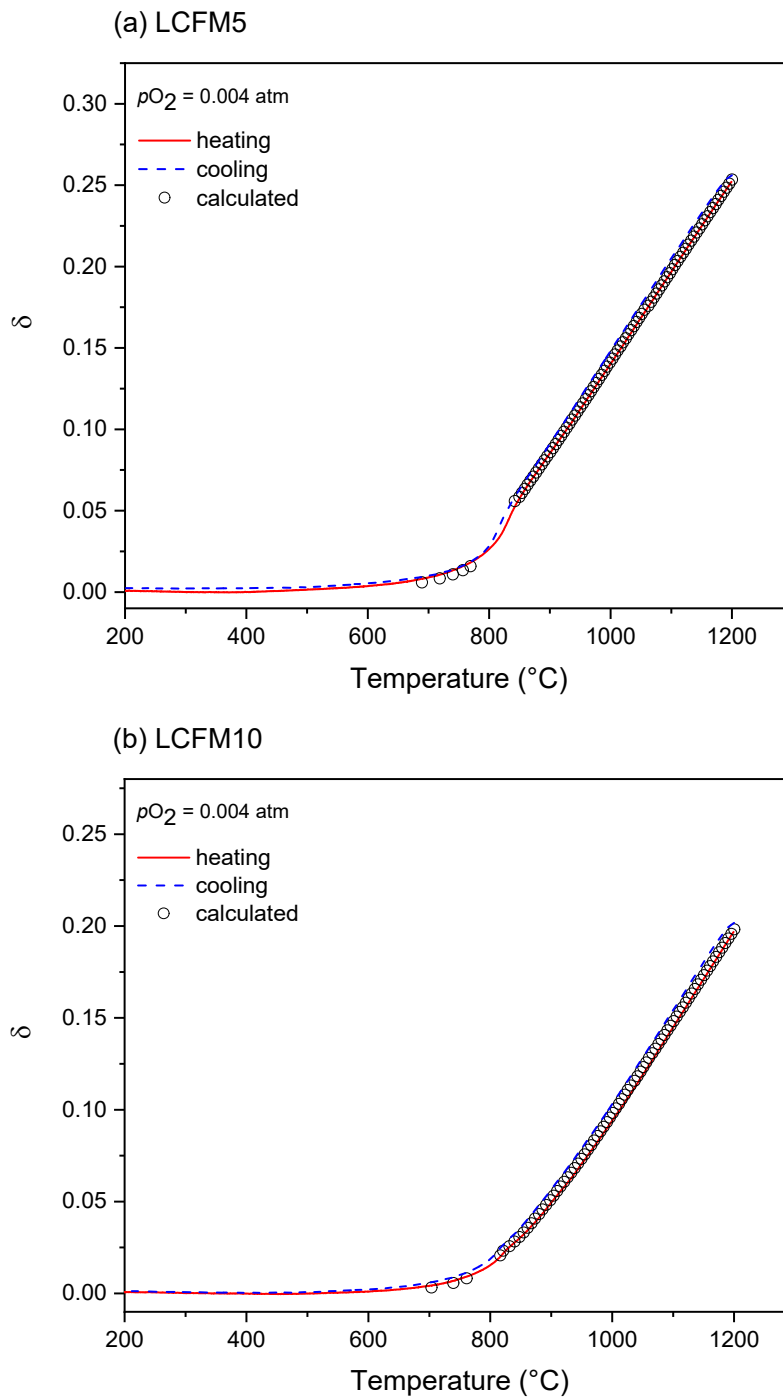 (a) LCFM5
pO2 = 0.004 atm
heating
cooling
calculated
0.30
0.25
0.20
0.15
0.10
0.05
0.00
δ
200 400 600 800 1000 1200
Temperature (°C)
(b) LCFM10
pO2 = 0.004 atm
heating
cooling
calculated
0.25
0.20
0.15
0.10
0.05
0.00
δ
200 400 600 800 1000 1200
Temperature (°C)